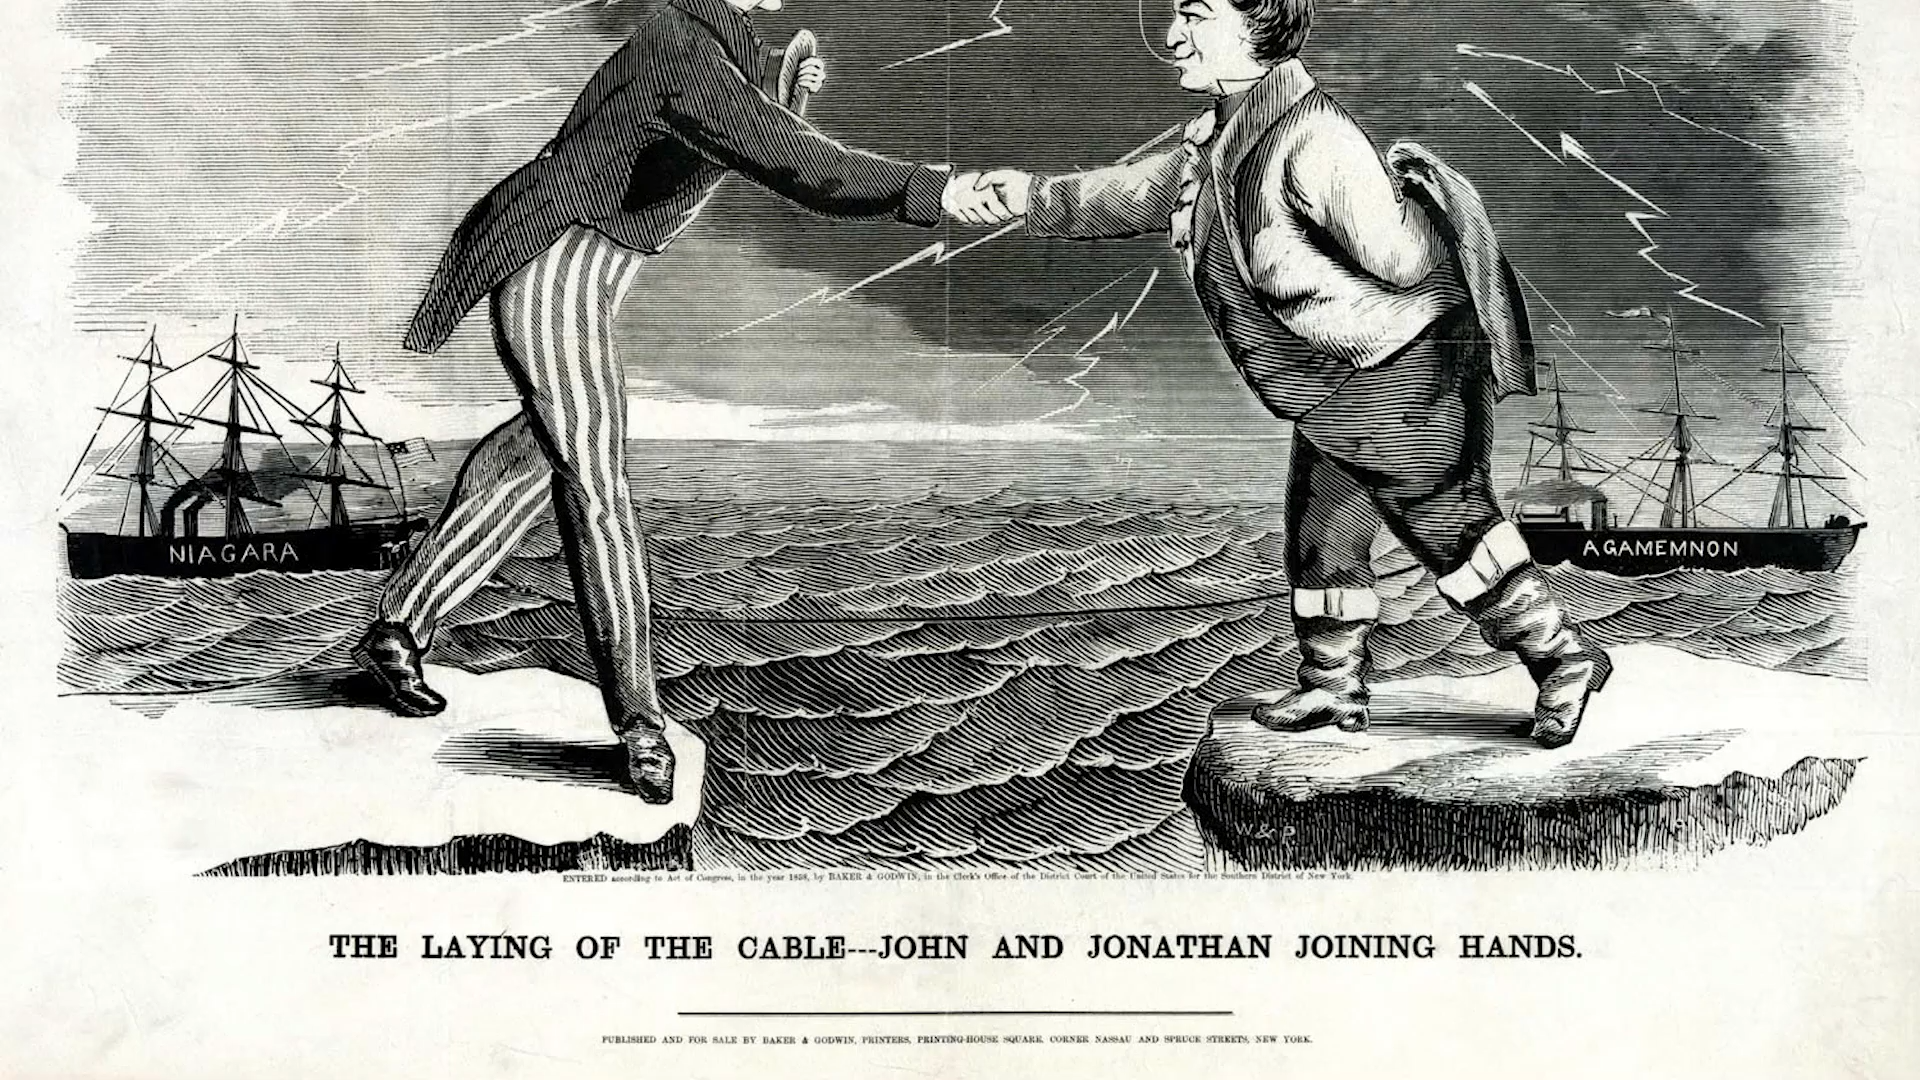 NIAGARA
AGAMEMNON
W & P
ENTERED according to Act of Congress, in the year 1858, by BAKER & GODWIN, in the Clerk's Office of the District Court of the United States for the Southern District of New York.
THE LAYING OF THE CABLE---JOHN AND JONATHAN JOINING HANDS.
PUBLISHED AND FOR SALE BY BAKER & GODWIN, PRINTERS, PRINTING-HOUSE SQUARE, CORNER NASSAU AND SPRUCE STREETS, NEW YORK.